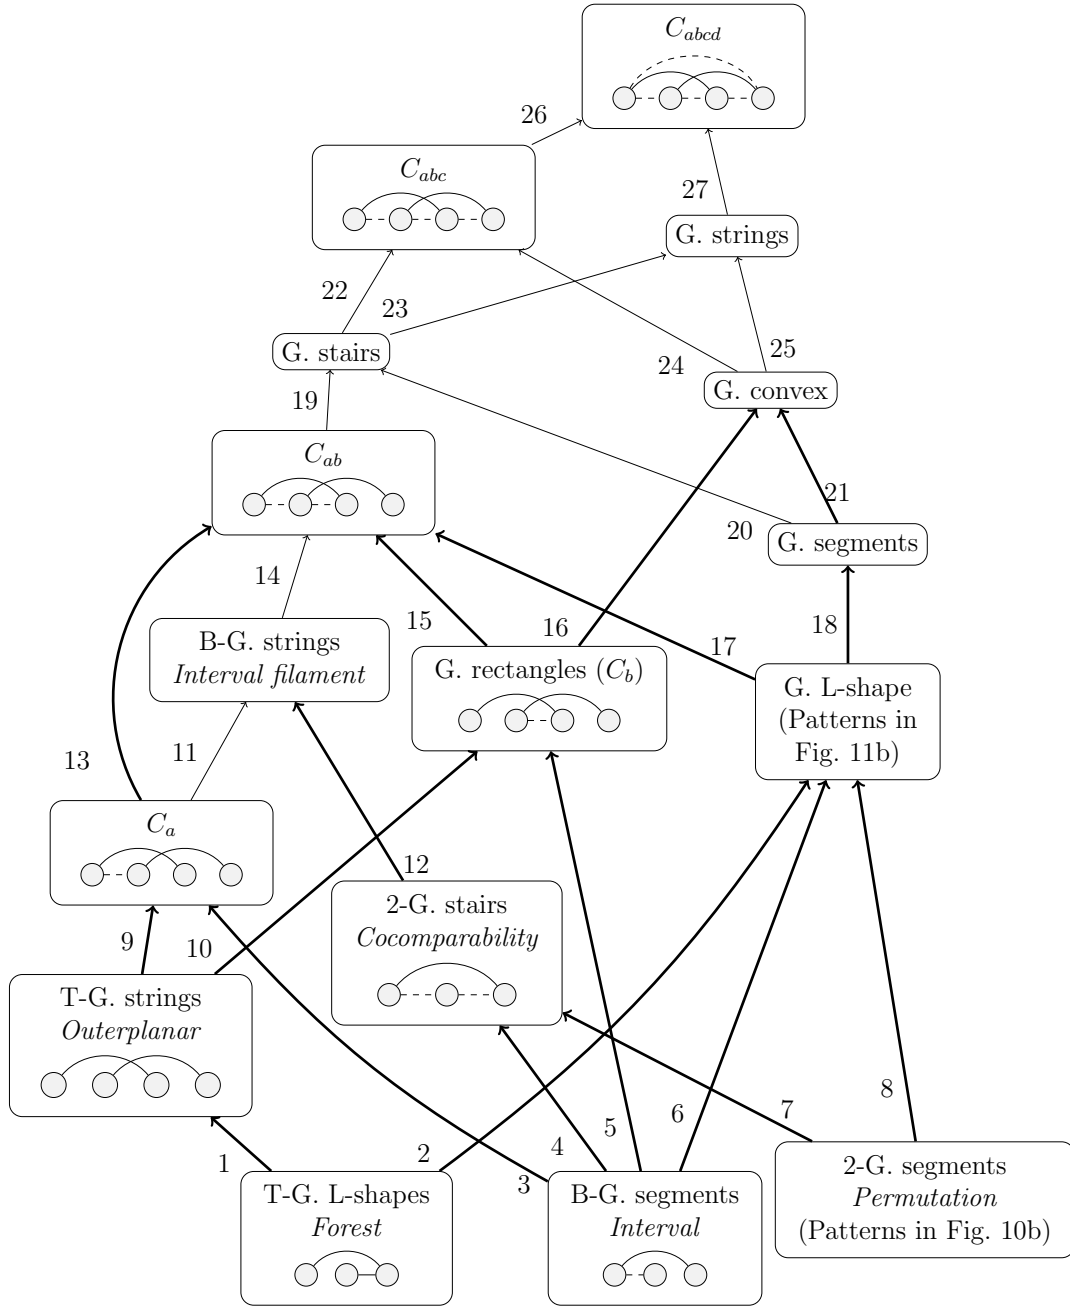 C_abcd
26
C_abc
27
G. strings
22
23
G. stairs
24
25
G. convex
19
C_ab
20
21
G. segments
14
15
16
17
18
B-G. strings
Interval filament
G. rectangles (C_b)
G. L-shape
(Patterns in
Fig. 11b)
13
11
C_a
12
2-G. stairs
Cocomparability
9
10
T-G. strings
Outerplanar
1
2
3
4
5
6
7
8
T-G. L-shapes
Forest
B-G. segments
Interval
2-G. segments
Permutation
(Patterns in Fig. 10b)